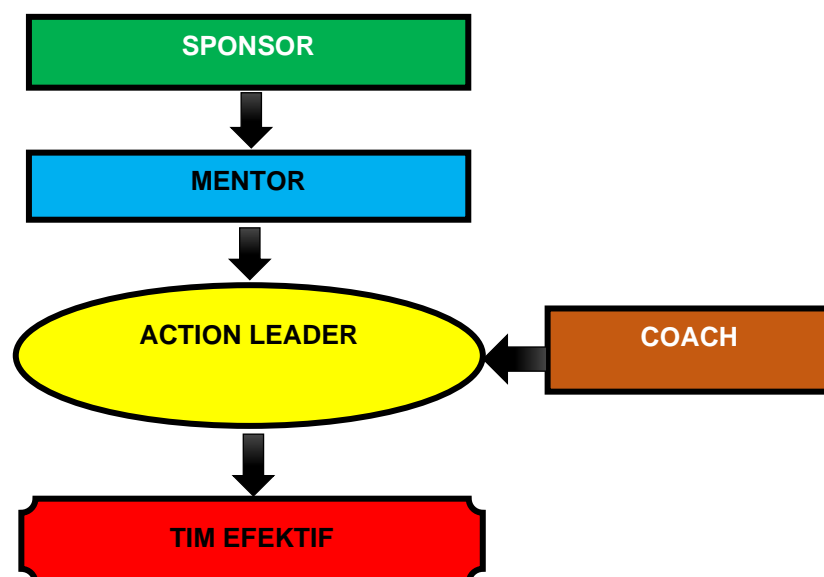 SPONSOR
MENTOR
ACTION LEADER
COACH
TIM EFEKTIF